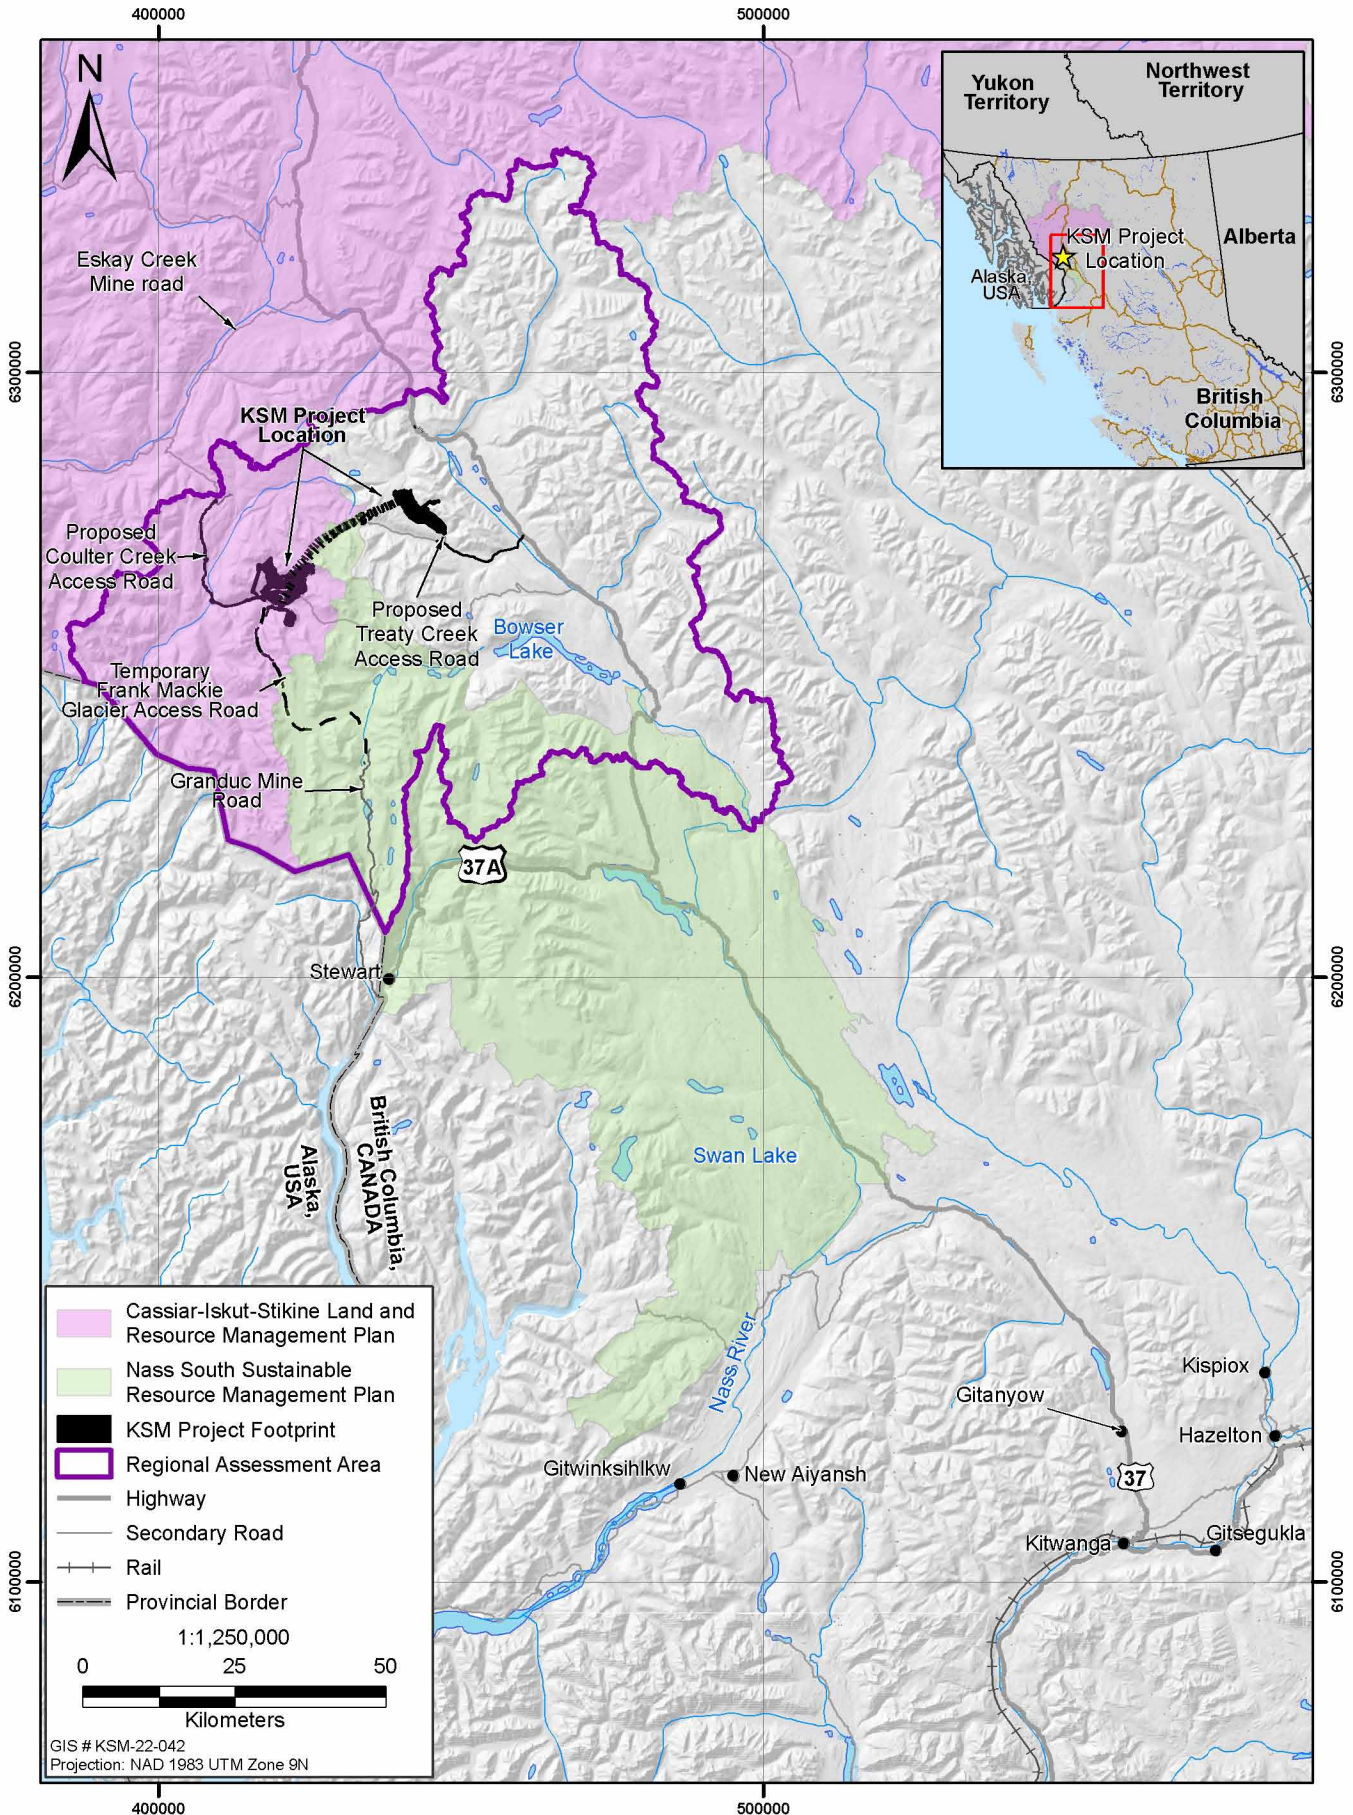 400000
500000
N
Yukon
Territory
Northwest
Territory
Alberta
KSM Project
Location
Alaska,
USA
British
Columbia
Eskay Creek
Mine road
6300000
6300000
KSM Project
Location
Proposed
Coulter Creek
Access Road
Proposed
Treaty Creek
Access Road
Bowser
Lake
Temporary
Frank Mackie
Glacier Access Road
Granduc Mine
Road
37A
Stewart
6200000
6200000
British Columbia,
CANADA
Alaska,
USA
Swan Lake
Nass River
Kispiox
Gitanyow
Hazelton
Gitwinksihlkw
New Aiyansh
37
Kitwanga
Gitsegukla
6100000
6100000
Cassiar-Iskut-Stikine Land and
Resource Management Plan
Nass South Sustainable
Resource Management Plan
KSM Project Footprint
Regional Assessment Area
Highway
Secondary Road
Rail
Provincial Border
1:1,250,000
0 25 50
Kilometers
GIS # KSM-22-042
Projection: NAD 1983 UTM Zone 9N
400000
500000